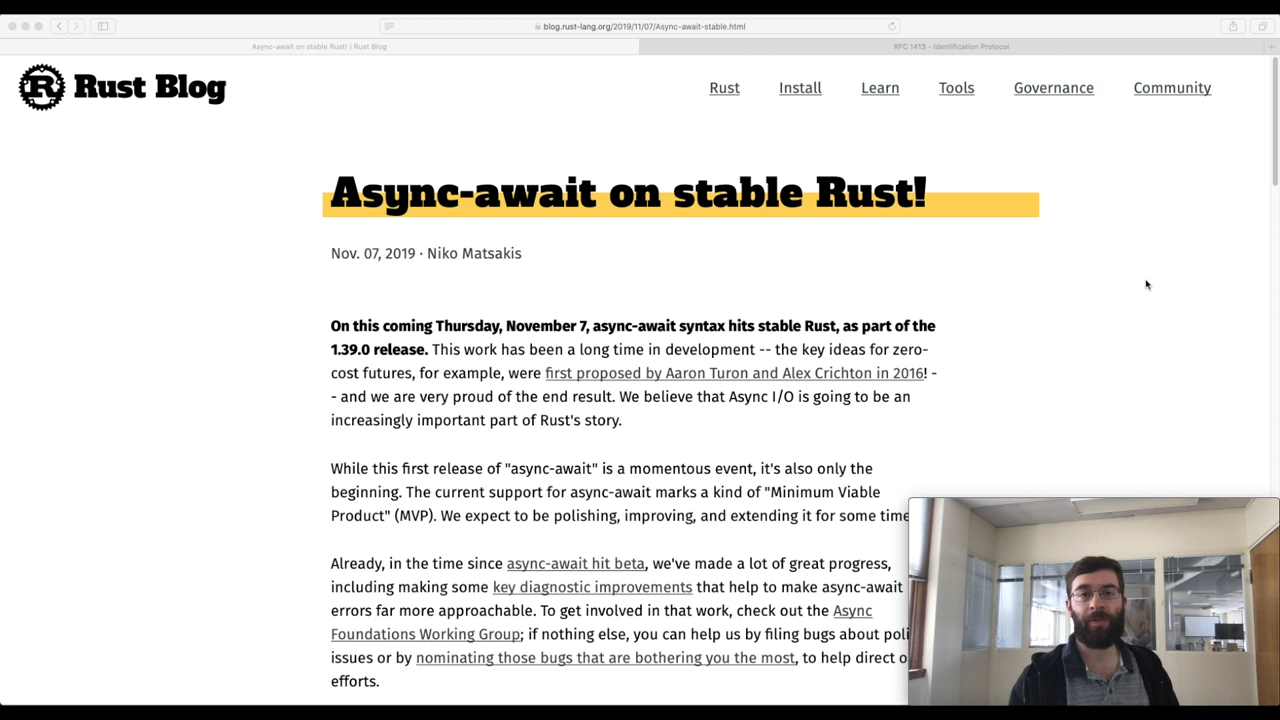 blog.rust-lang.org/2019/11/07/Async-await-stable.html
Async-await on stable Rust! | Rust Blog
RFC 1413 - Identification Protocol
R Rust Blog
Rust Install Learn Tools Governance Community
Async-await on stable Rust!
Nov. 07, 2019 · Niko Matsakis
On this coming Thursday, November 7, async-await syntax hits stable Rust, as part of the
1.39.0 release. This work has been a long time in development -- the key ideas for zero-
cost futures, for example, were first proposed by Aaron Turon and Alex Crichton in 2016! -
- and we are very proud of the end result. We believe that Async I/O is going to be an
increasingly important part of Rust's story.
While this first release of "async-await" is a momentous event, it's also only the
beginning. The current support for async-await marks a kind of "Minimum Viable
Product" (MVP). We expect to be polishing, improving, and extending it for some time
Already, in the time since async-await hit beta, we've made a lot of great progress,
including making some key diagnostic improvements that help to make async-await
errors far more approachable. To get involved in that work, check out the Async
Foundations Working Group; if nothing else, you can help us by filing bugs about poli
issues or by nominating those bugs that are bothering you the most, to help direct o
efforts.